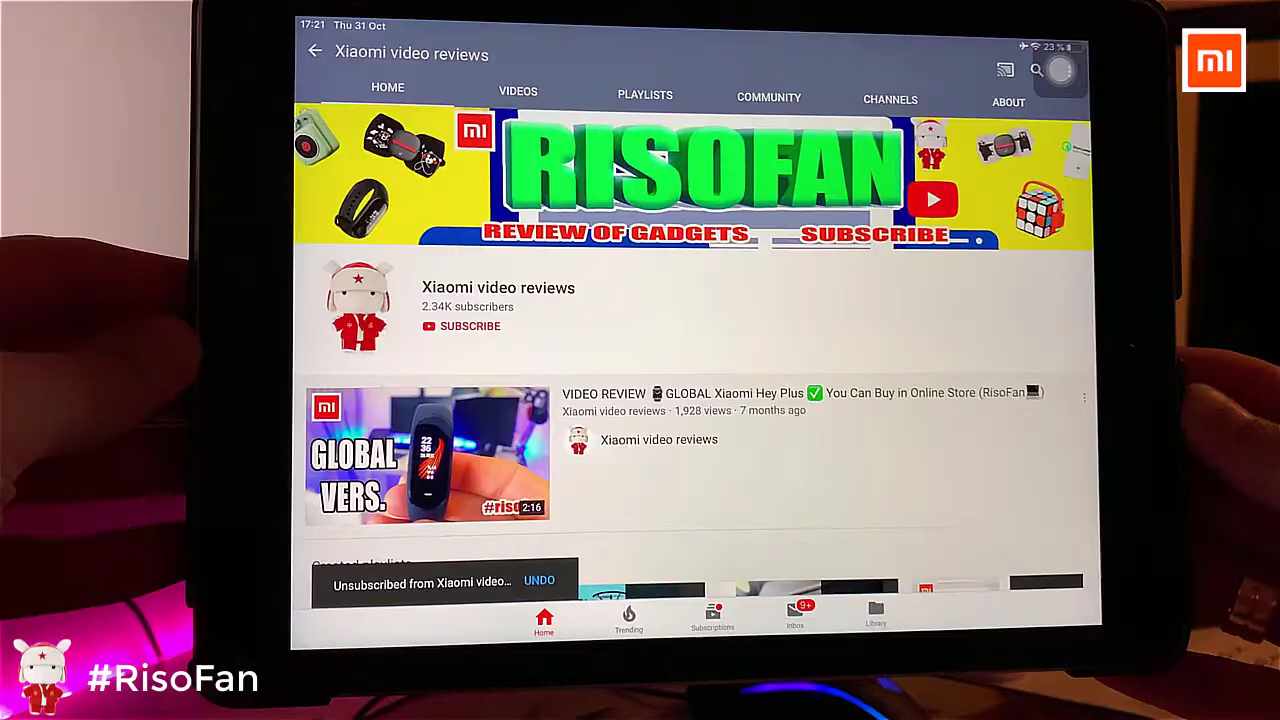 17:21 Thu 31 Oct
23 %
Xiaomi video reviews
HOME VIDEOS PLAYLISTS COMMUNITY CHANNELS ABOUT
mi
RISOFAN
REVIEW OF GADGETS SUBSCRIBE
Xiaomi video reviews
2.34K subscribers
SUBSCRIBE
mi
GLOBAL
VERS.
22
36
#riso
2:16
VIDEO REVIEW ⌚GLOBAL Xiaomi Hey Plus ✅ You Can Buy in Online Store (RisoFan💻)
Xiaomi video reviews · 1,928 views · 7 months ago
Xiaomi video reviews
Created playlists
Unsubscribed from Xiaomi video... UNDO
9+
Home Trending Subscriptions Inbox Library
mi
#RisoFan